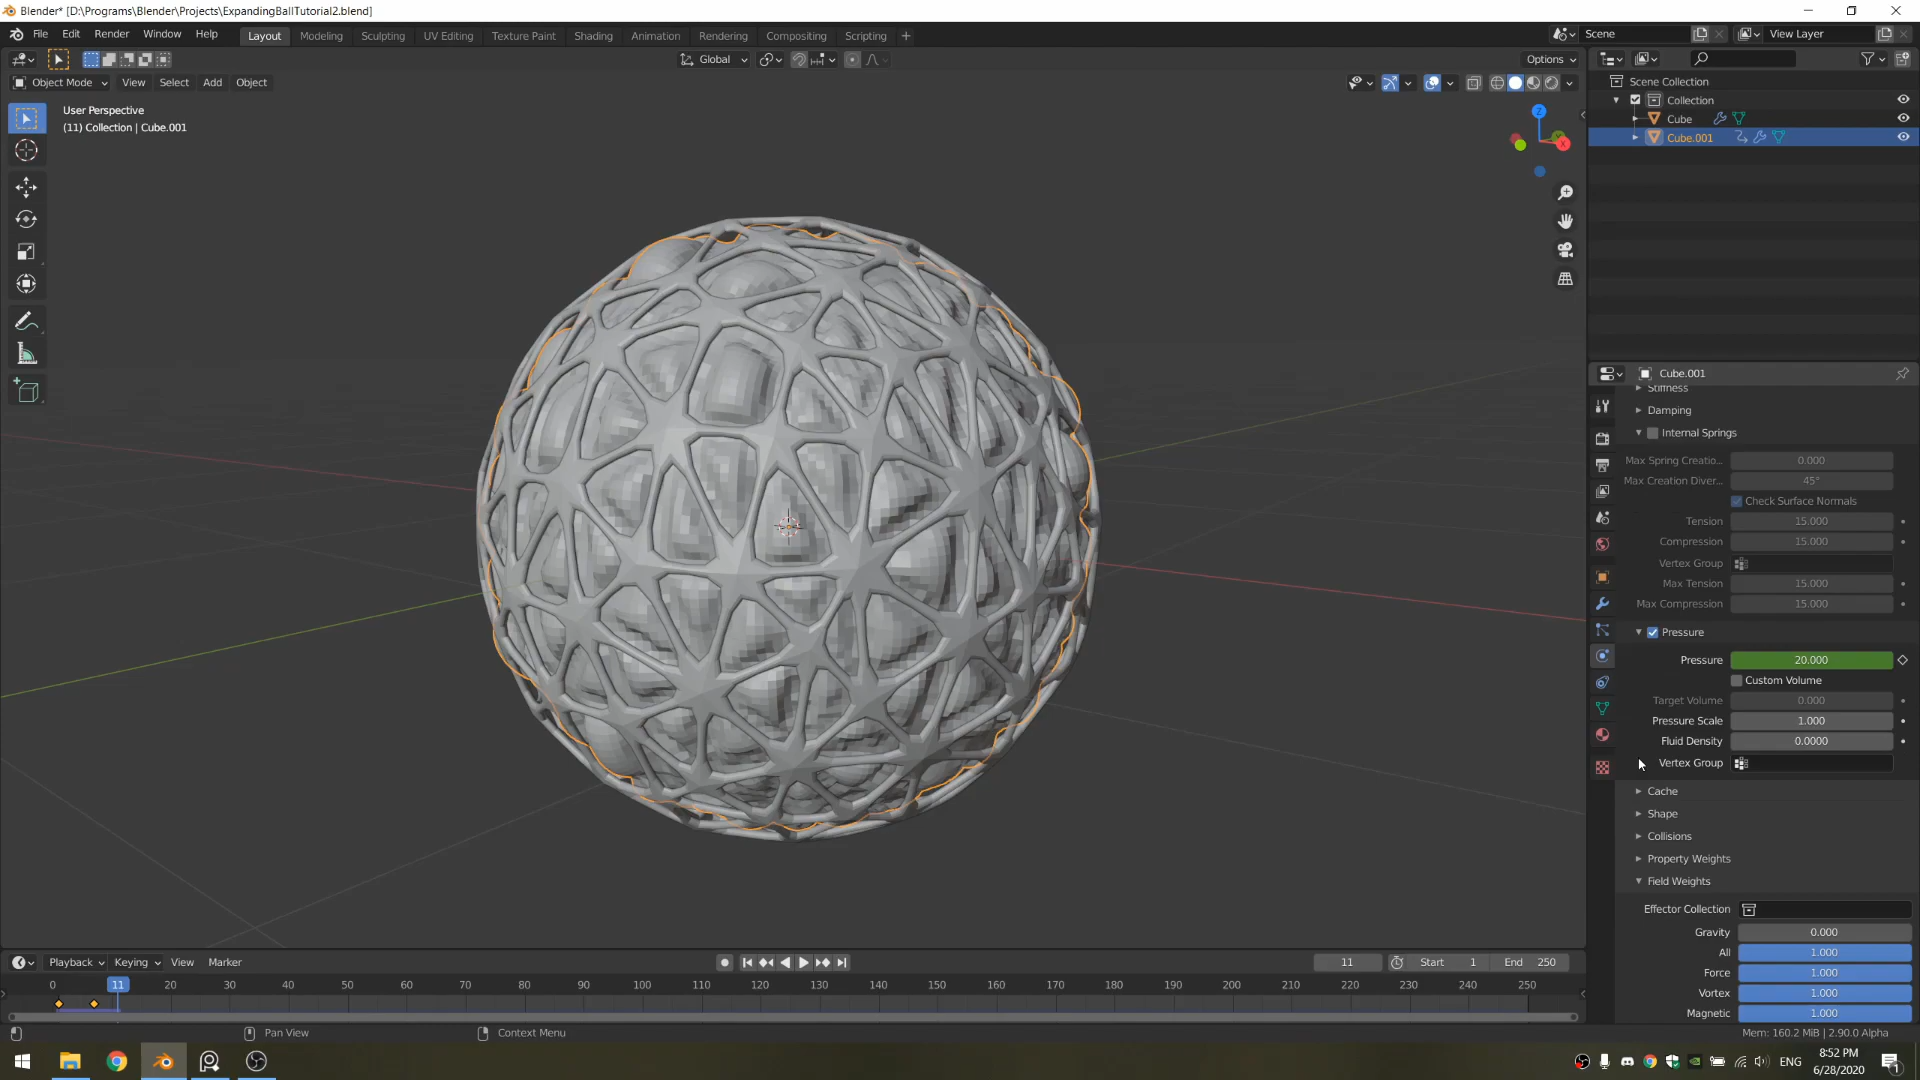 Blender* [D:\Programs\Blender\Projects\ExpandingBallTutorial2.blend]
File Edit Render Window Help Layout Modeling Sculpting UV Editing Texture Paint Shading Animation Rendering Compositing Scripting + Scene View Layer
Global Options
Object Mode View Select Add Object
User Perspective
(11) Collection | Cube.001
Z
X
Scene Collection
Collection
Cube
Cube.001
Cube.001
Stiffness
Damping
Internal Springs
Max Spring Creatio... 0.000
Max Creation Diver... 45°
Check Surface Normals
Tension 15.000
Compression 15.000
Vertex Group
Max Tension 15.000
Max Compression 15.000
Pressure
Pressure 20.000
Custom Volume
Target Volume 0.000
Pressure Scale 1.000
Fluid Density 0.0000
Vertex Group
Cache
Shape
Collisions
Property Weights
Field Weights
Effector Collection
Gravity 0.000
All 1.000
Force 1.000
Vortex 1.000
Magnetic 1.000
Playback Keying View Marker 11 Start 1 End 250
0 11 20 30 40 50 60 70 80 90 100 110 120 130 140 150 160 170 180 190 200 210 220 230 240 250
Pan View Context Menu Mem: 160.2 MiB | 2.90.0 Alpha
ENG 8:52 PM
6/28/2020
1